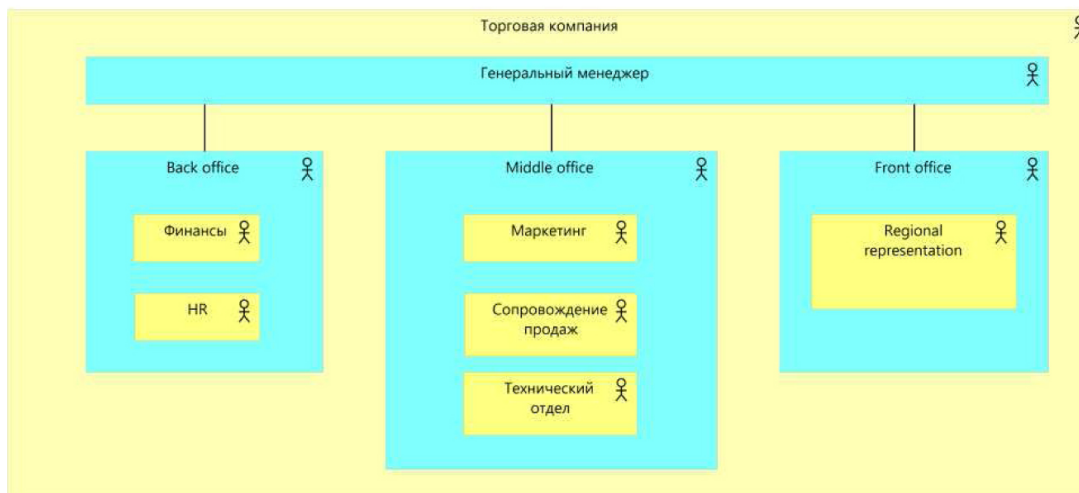 Торговая компания
Генеральный менеджер
Back office
Финансы
HR
Middle office
Маркетинг
Сопровождение
продаж
Технический
отдел
Front office
Regional
representation